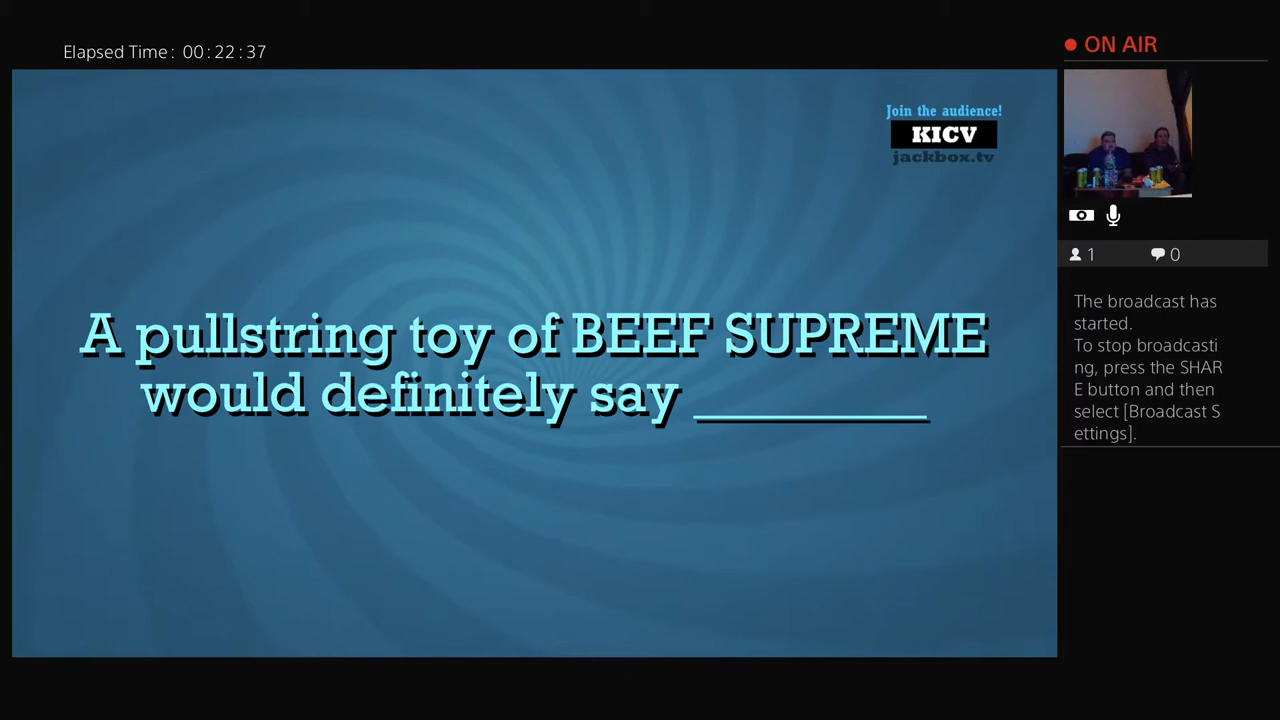 Elapsed Time: 00:22:37
ON AIR
Join the audience!
KICV
jackbox.tv
1 0
A pullstring toy of BEEF SUPREME
would definitely say ________
The broadcast has
started.
To stop broadcasti
ng, press the SHAR
E button and then
select [Broadcast S
ettings].